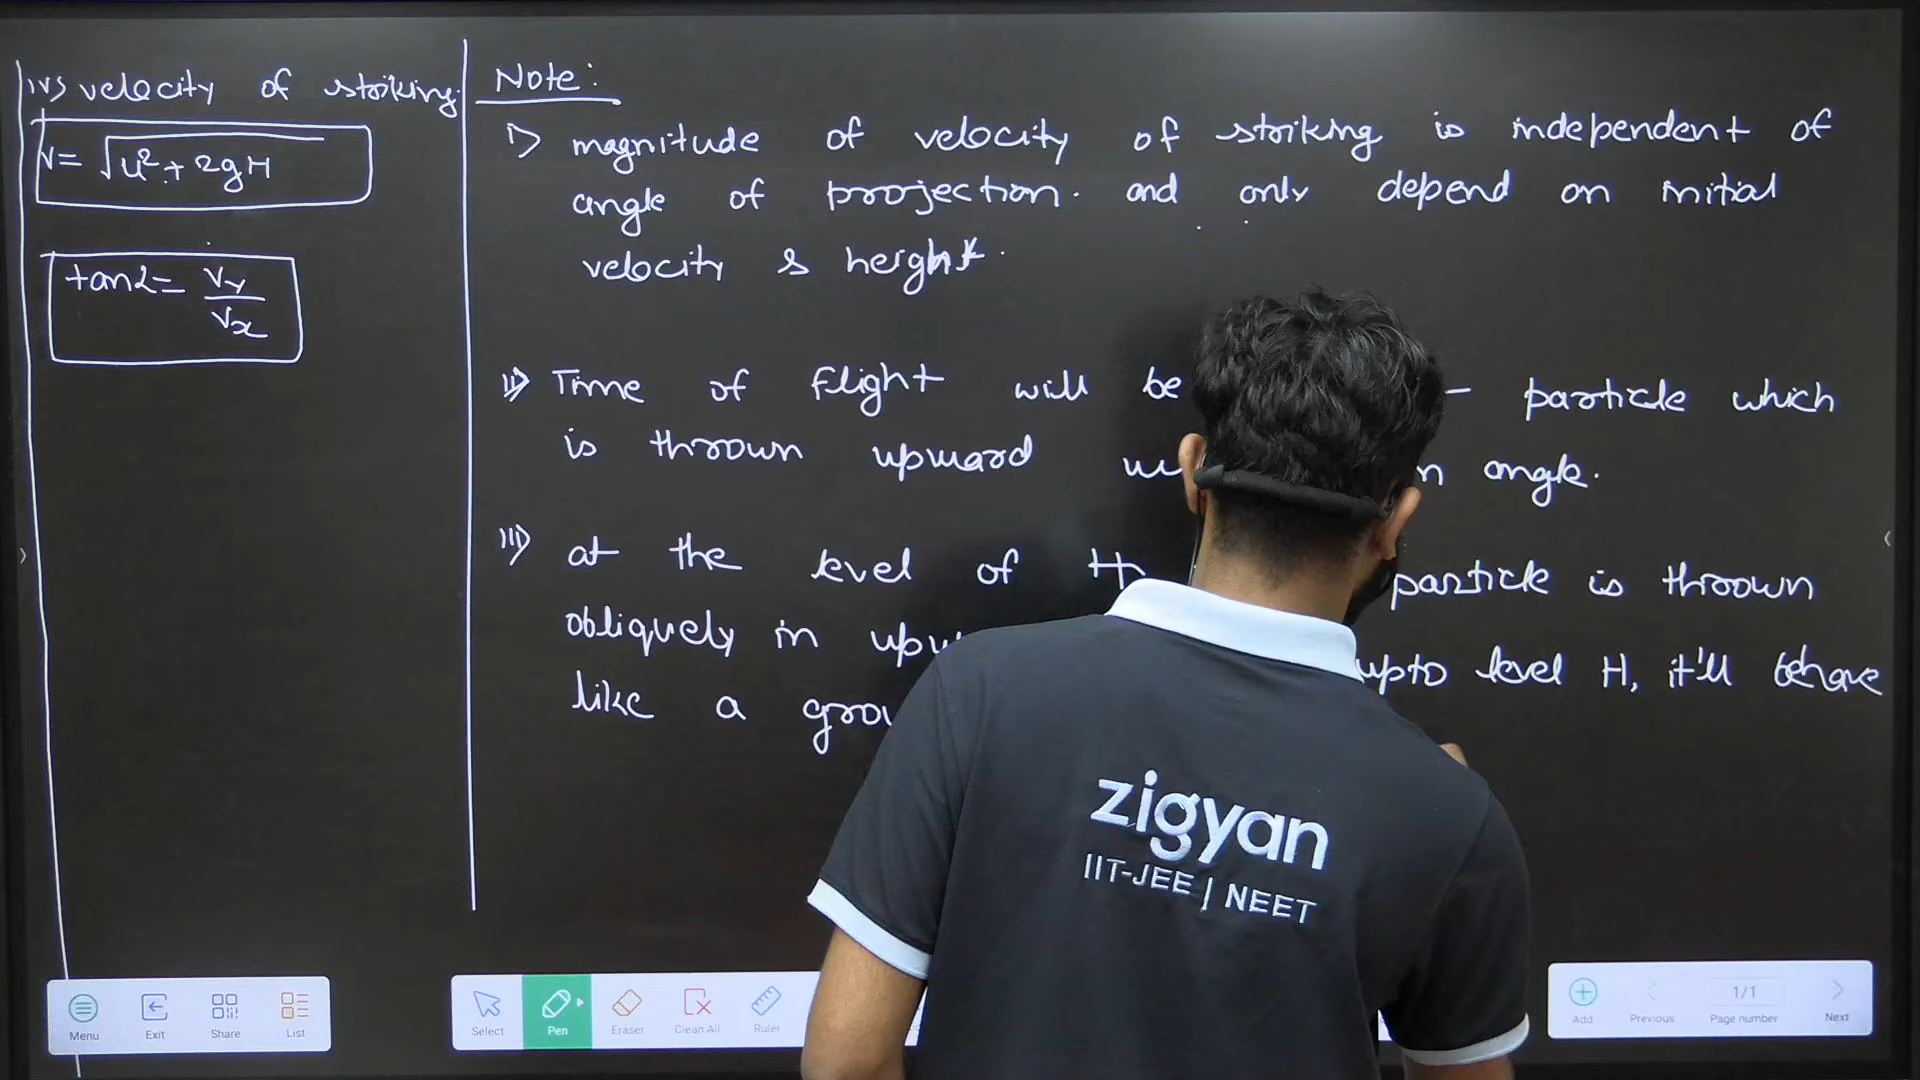 iv) velocity of striking:
V = √u² + 2gH
tanα = Vy / Vx
Note:
i) magnitude of velocity of striking is independent of
angle of projection. and only depend on initial
velocity & height.
ii) Time of flight will be particle which
is thrown upward angle.
iii) at the level of H, particle is thrown
obliquely in upto level H, it'll behave
like a
zigyan
IIT-JEE | NEET
Menu
Exit
Share
List
Select
Pen
Eraser
Clean All
Ruler
Add
Previous
1/1
Page number
Next